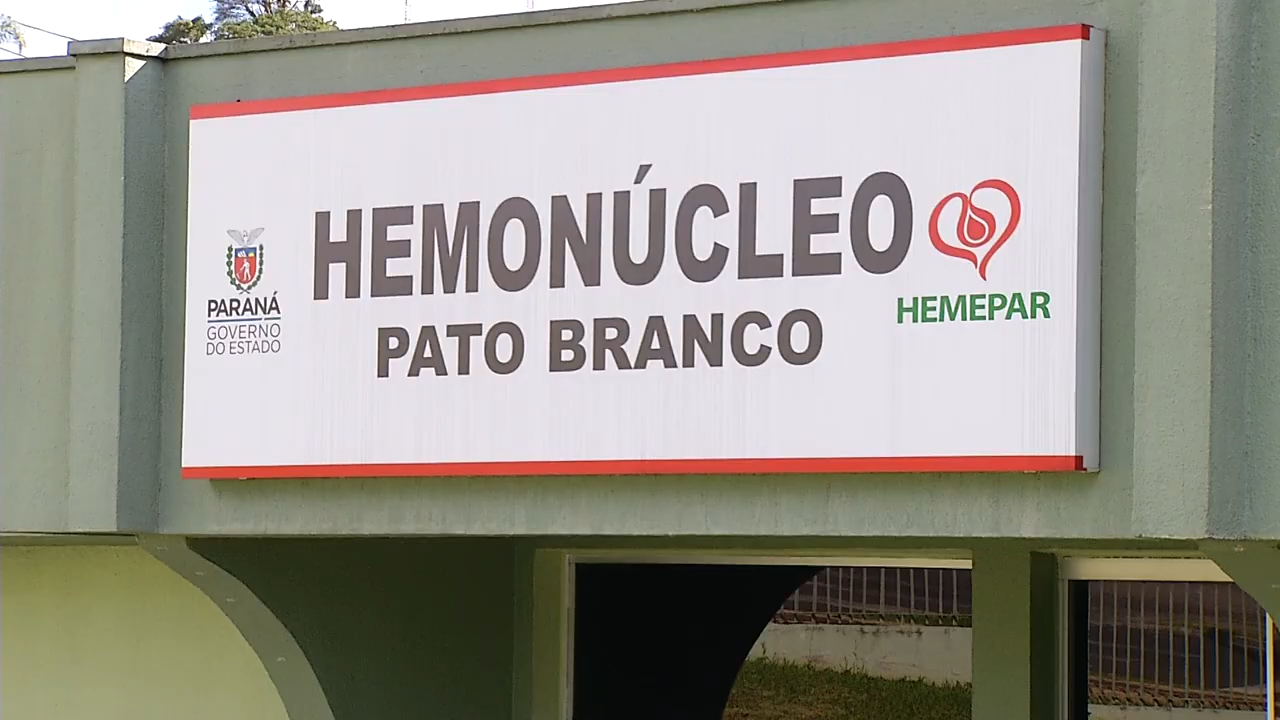 HEMONÚCLEO
PATO BRANCO
PARANÁ
GOVERNO
DO ESTADO
HEMEPAR